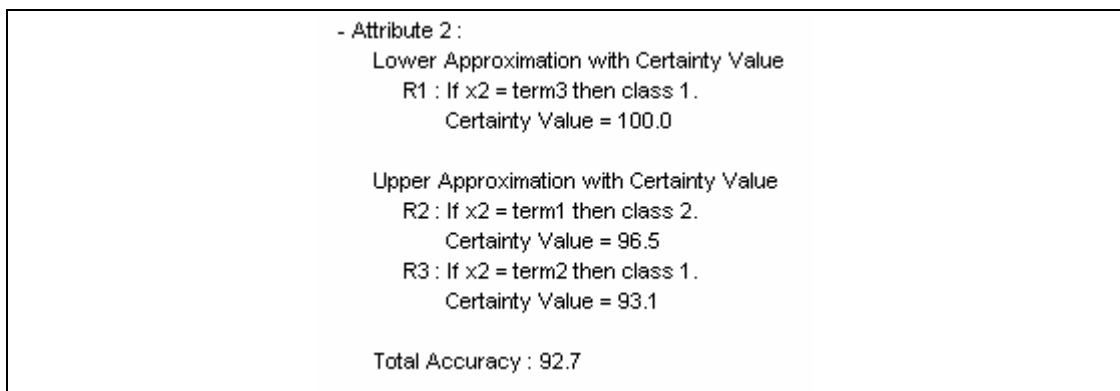 - Attribute 2 :
Lower Approximation with Certainty Value
R1 : If x2 = term3 then class 1.
Certainty Value = 100.0
Upper Approximation with Certainty Value
R2 : If x2 = term1 then class 2.
Certainty Value = 96.5
R3 : If x2 = term2 then class 1.
Certainty Value = 93.1
Total Accuracy : 92.7